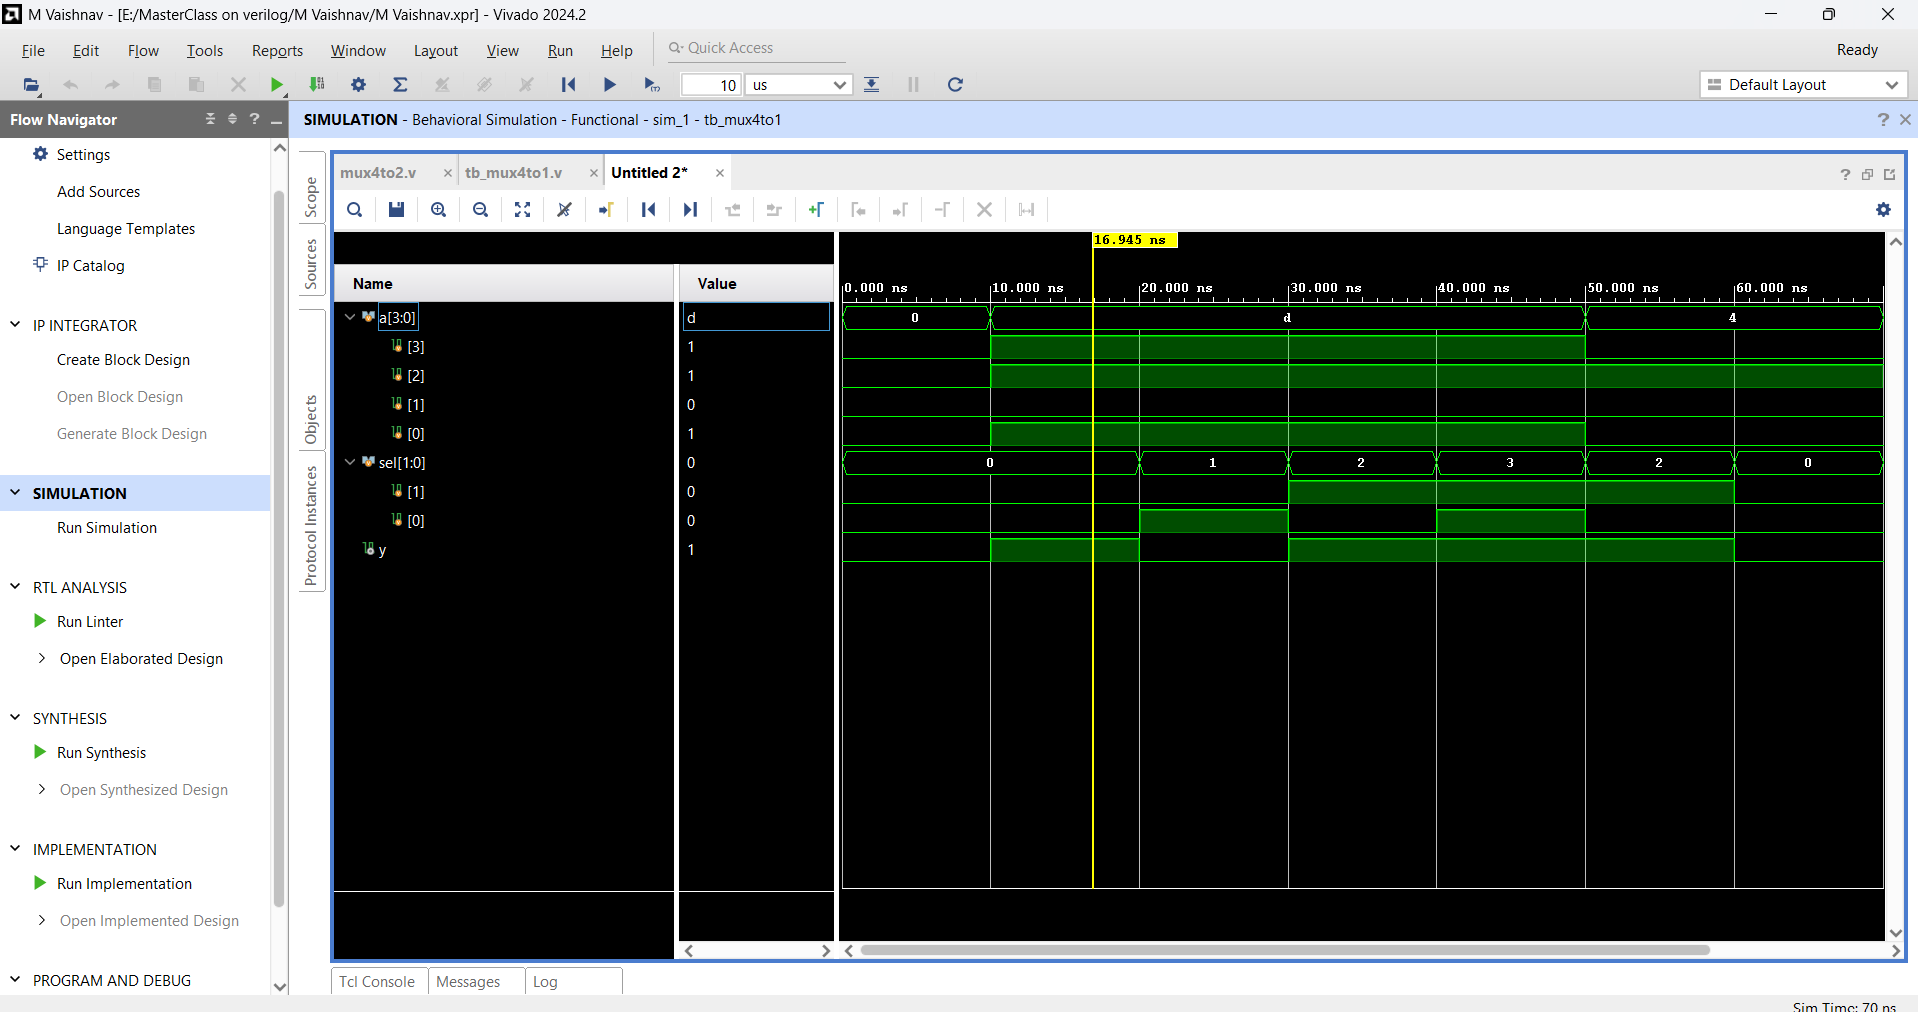 M Vaishnav - [E:/MasterClass on verilog/M Vaishnav/M Vaishnav.xpr] - Vivado 2024.2
File Edit Flow Tools Reports Window Layout View Run Help Quick Access Ready
10 us Default Layout
Flow Navigator
Settings
Add Sources
Language Templates
IP Catalog
IP INTEGRATOR
Create Block Design
Open Block Design
Generate Block Design
SIMULATION
Run Simulation
RTL ANALYSIS
Run Linter
Open Elaborated Design
SYNTHESIS
Run Synthesis
Open Synthesized Design
IMPLEMENTATION
Run Implementation
Open Implemented Design
PROGRAM AND DEBUG
SIMULATION - Behavioral Simulation - Functional - sim_1 - tb_mux4to1
Scope
Sources
Objects
Protocol Instances
mux4to2.v tb_mux4to1.v Untitled 2*
16.945 ns
Name Value
0.000 ns 10.000 ns 20.000 ns 30.000 ns 40.000 ns 50.000 ns 60.000 ns
a[3:0] d 0 d 4
[3] 1
[2] 1
[1] 0
[0] 1
sel[1:0] 0 0 1 2 3 2 0
[1] 0
[0] 0
y 1
Tcl Console Messages Log
Sim Time: 70 ns